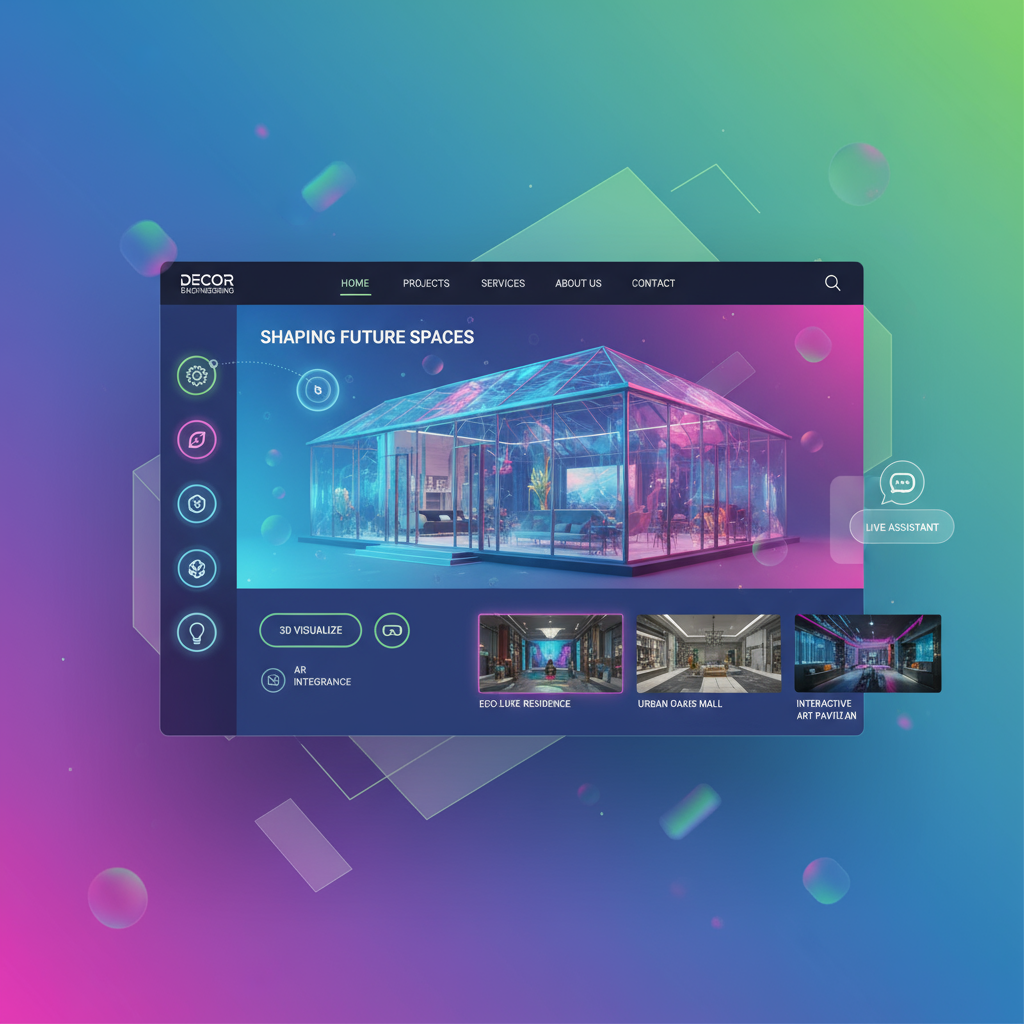 DECOR
HOME
PROJECTS
SERVICES
ABOUT US
CONTACT
SHAPING FUTURE SPACES
LIVE ASSISTANT
3D VISUALIZE
AR
INTEGRANCE
ECO LUKE RESIDENCE
URBAN OARIS MALL
INTERACTIVE
ART PAVILIAN